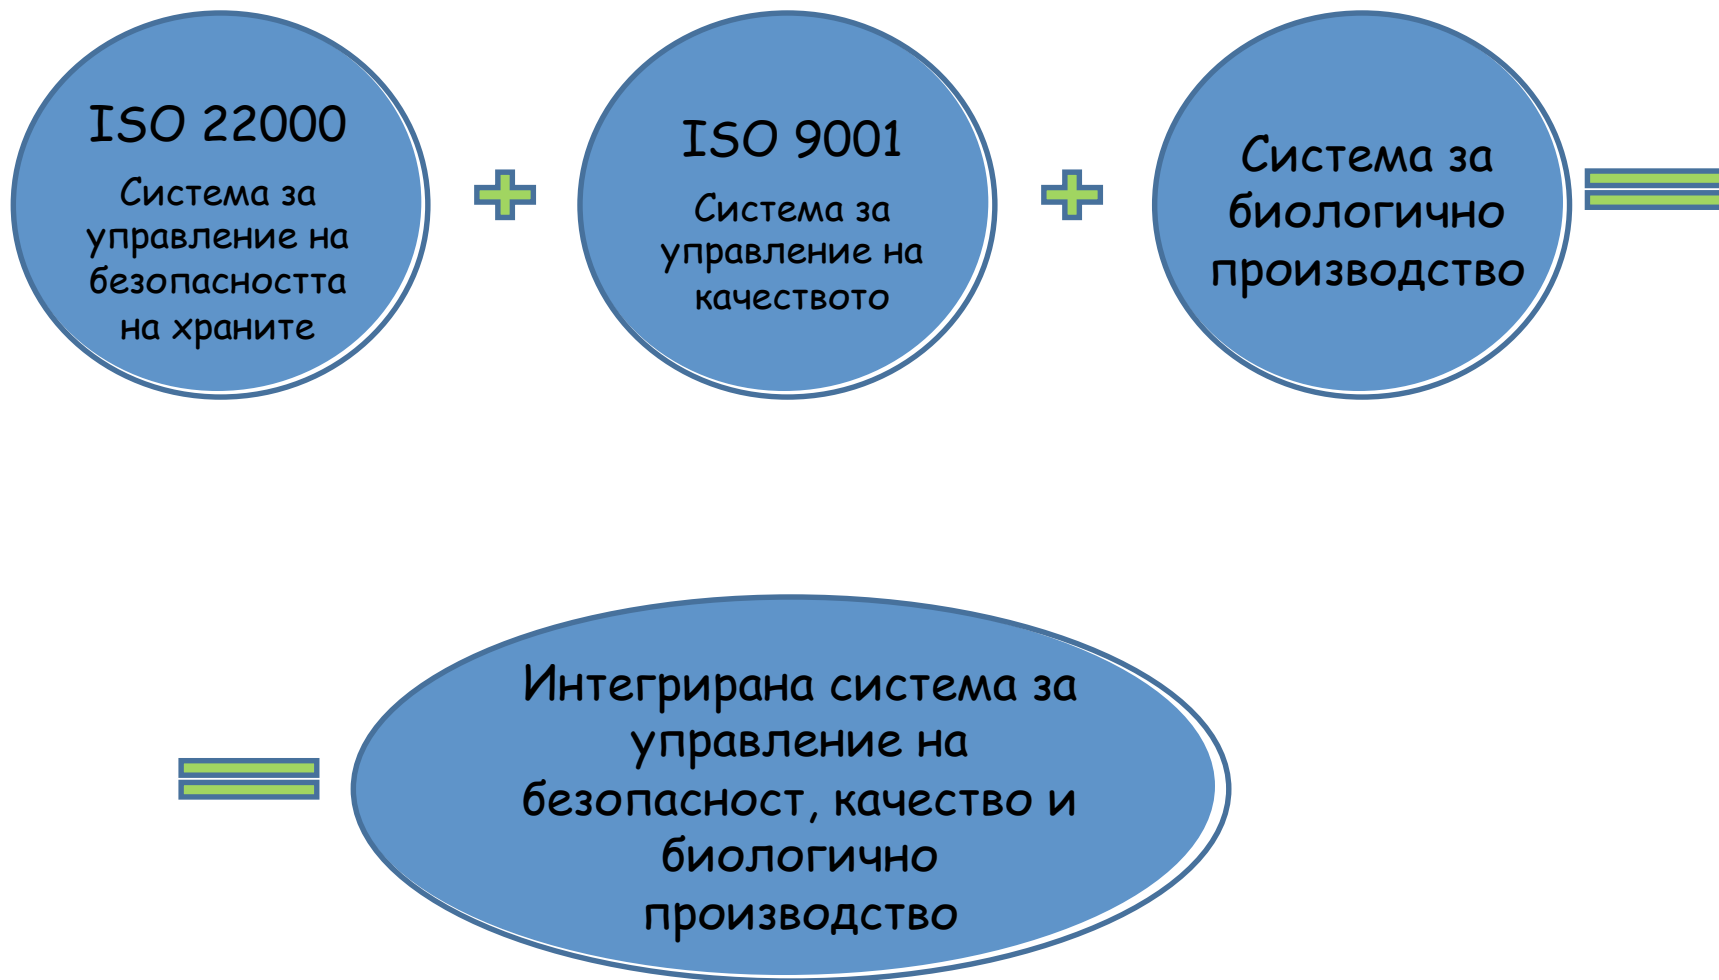 ISO 22000
Система за
управление на
безопасността
на храните
ISO 9001
Система за
управление на
качеството
Система за
биологично
производство
Интегрирана система за
управление на
безопасност, качество и
биологично
производство